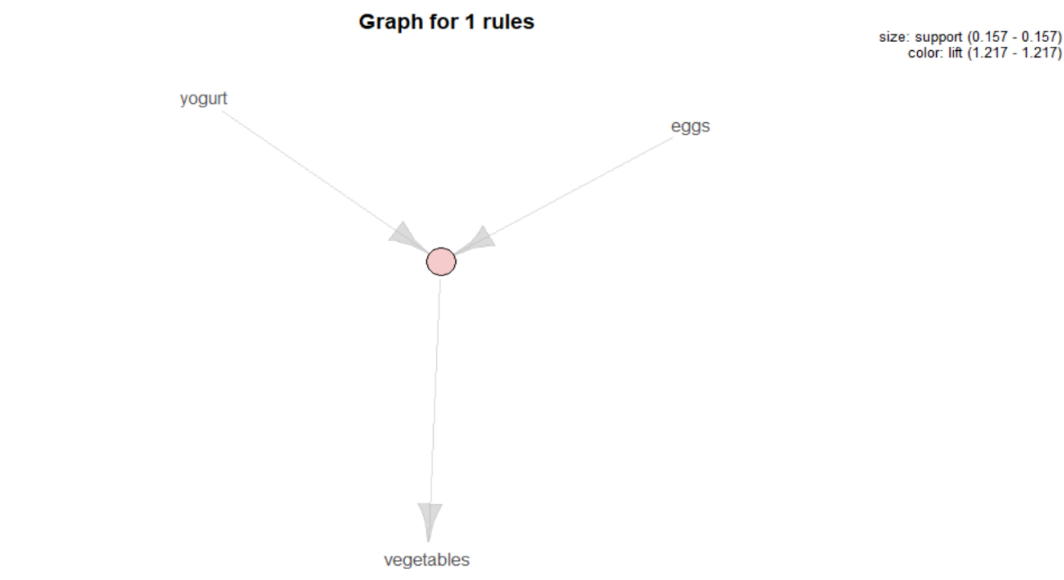 Graph for 1 rules
size: support (0.157 - 0.157)
color: lift (1.217 - 1.217)
yogurt
eggs
vegetables